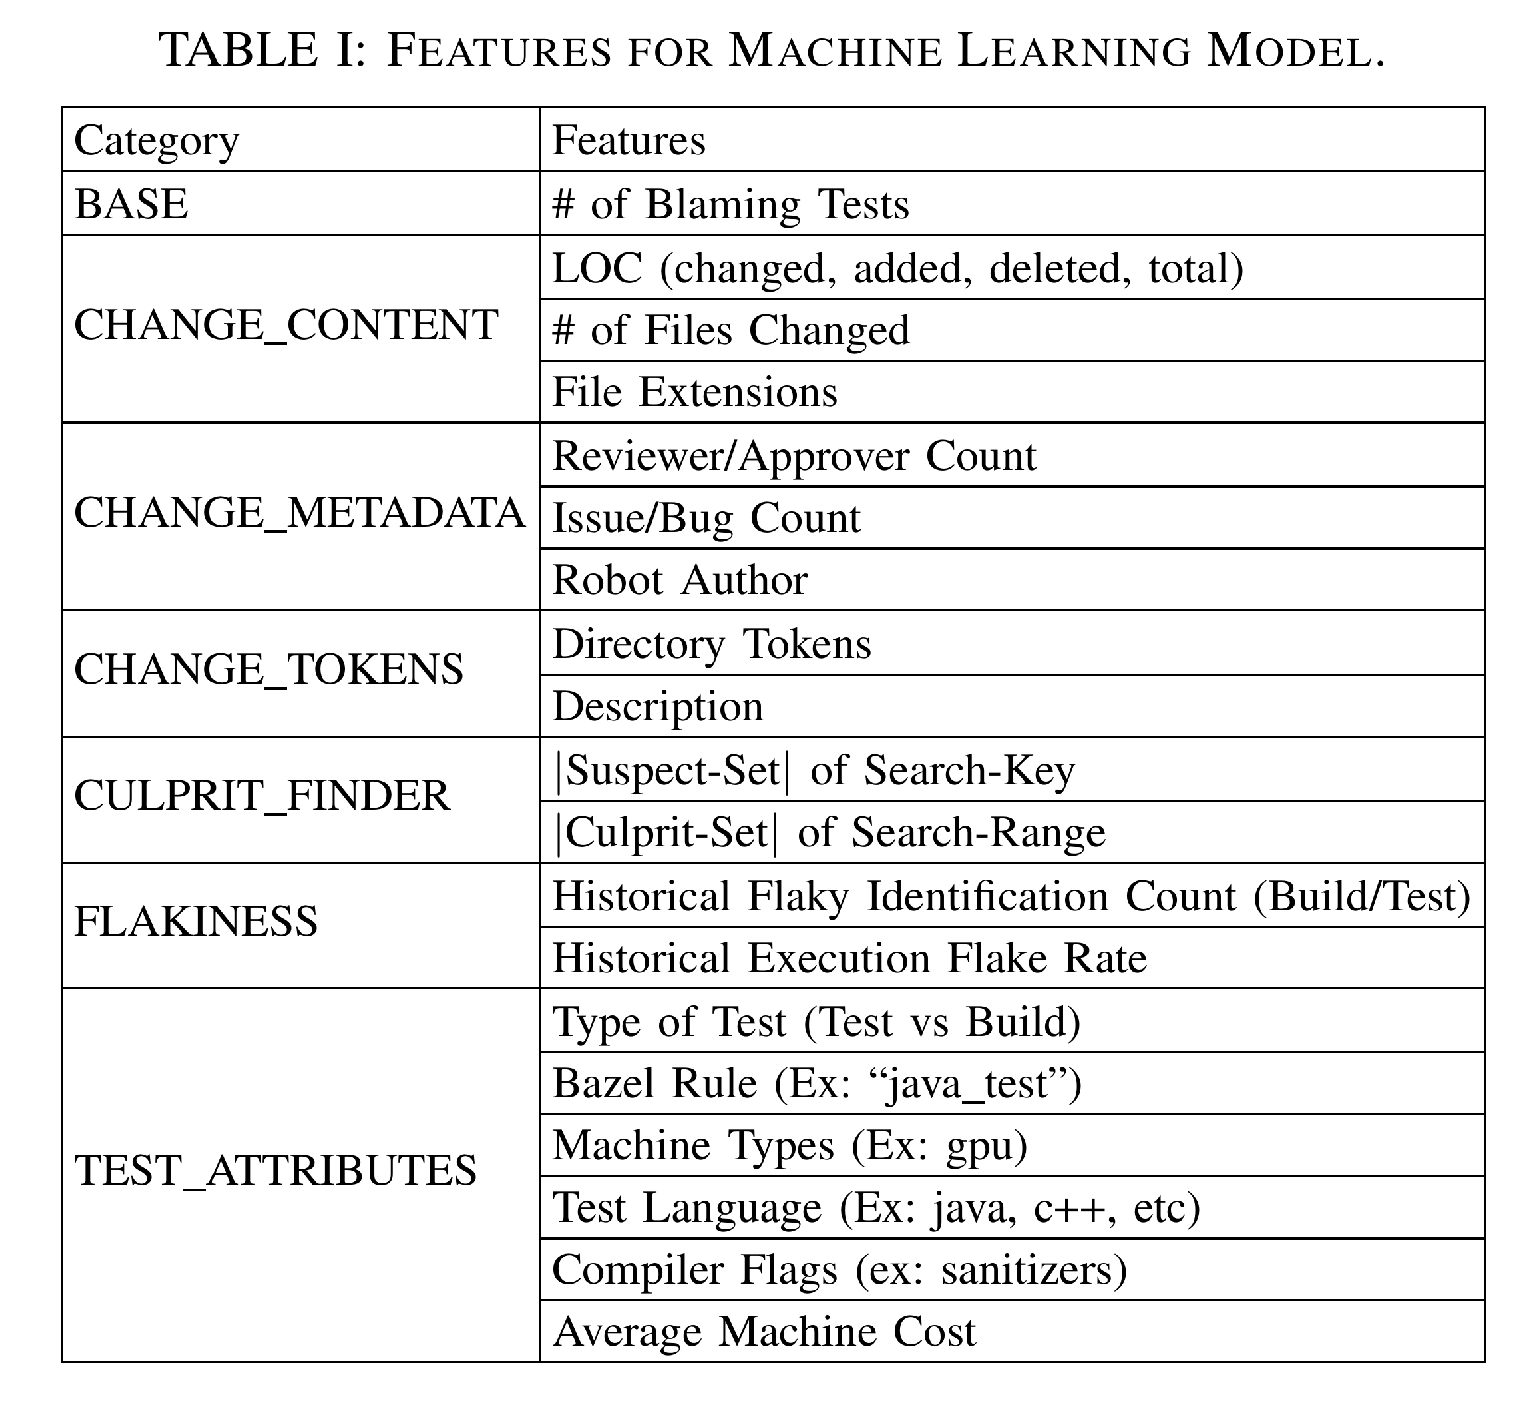 TABLE I: FEATURES FOR MACHINE LEARNING MODEL.
Category Features
BASE # of Blaming Tests
CHANGE_CONTENT LOC (changed, added, deleted, total)
# of Files Changed
File Extensions
CHANGE_METADATA Reviewer/Approver Count
Issue/Bug Count
Robot Author
CHANGE_TOKENS Directory Tokens
Description
CULPRIT_FINDER |Suspect-Set| of Search-Key
|Culprit-Set| of Search-Range
FLAKINESS Historical Flaky Identification Count (Build/Test)
Historical Execution Flake Rate
TEST_ATTRIBUTES Type of Test (Test vs Build)
Bazel Rule (Ex: “java_test”)
Machine Types (Ex: gpu)
Test Language (Ex: java, c++, etc)
Compiler Flags (ex: sanitizers)
Average Machine Cost